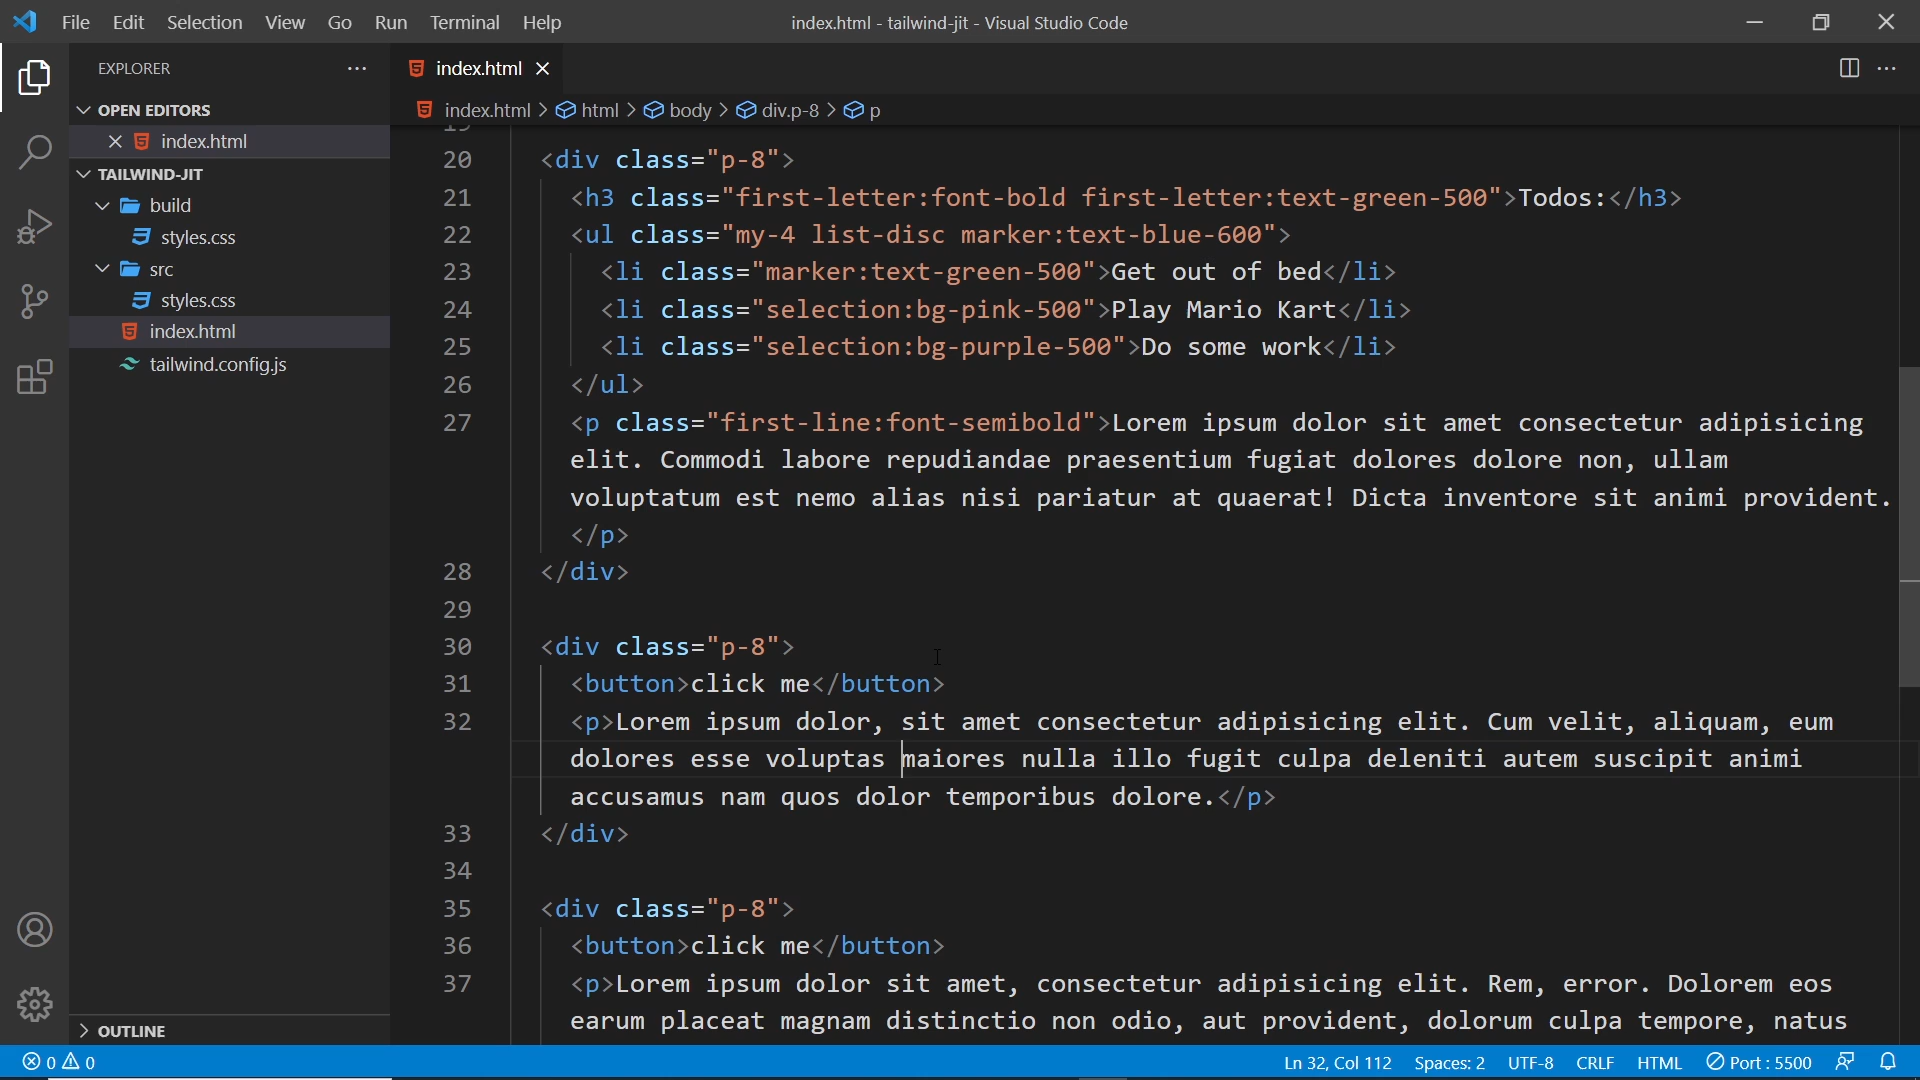 File Edit Selection View Go Run Terminal Help
index.html - tailwind-jit - Visual Studio Code
EXPLORER
index.html
OPEN EDITORS
index.html > html > body > div.p-8 > p
index.html
TAILWIND-JIT
build
styles.css
src
styles.css
index.html
tailwind.config.js
OUTLINE
19
20 <div class="p-8">
21 <h3 class="first-letter:font-bold first-letter:text-green-500">Todos:</h3>
22 <ul class="my-4 list-disc marker:text-blue-600">
23 <li class="marker:text-green-500">Get out of bed</li>
24 <li class="selection:bg-pink-500">Play Mario Kart</li>
25 <li class="selection:bg-purple-500">Do some work</li>
26 </ul>
27 <p class="first-line:font-semibold">Lorem ipsum dolor sit amet consectetur adipisicing
elit. Commodi labore repudiandae praesentium fugiat dolores dolore non, ullam
voluptatum est nemo alias nisi pariatur at quaerat! Dicta inventore sit animi provident.
</p>
28 </div>
29
30 <div class="p-8">
31 <button>click me</button>
32 <p>Lorem ipsum dolor, sit amet consectetur adipisicing elit. Cum velit, aliquam, eum
dolores esse voluptas maiores nulla illo fugit culpa deleniti autem suscipit animi
accusamus nam quos dolor temporibus dolore.</p>
33 </div>
34
35 <div class="p-8">
36 <button>click me</button>
37 <p>Lorem ipsum dolor sit amet, consectetur adipisicing elit. Rem, error. Dolorem eos
earum placeat magnam distinctio non odio, aut provident, dolorum culpa tempore, natus
0 0 Ln 32, Col 112 Spaces: 2 UTF-8 CRLF HTML Port : 5500